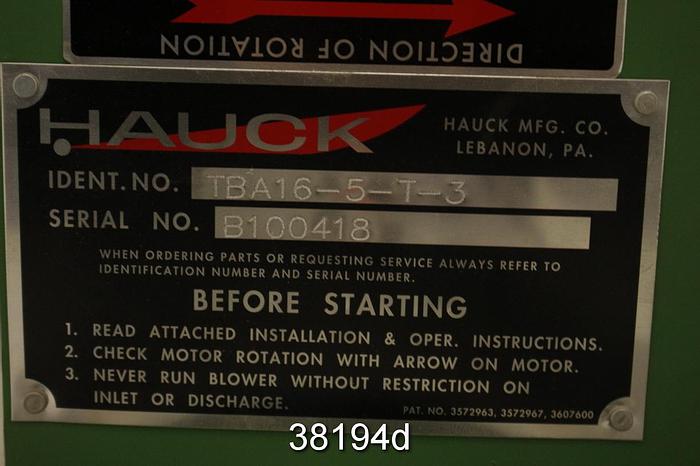 DIRECTION OF ROTATION
HAUCK
HAUCK MFG. CO.
LEBANON, PA.
IDENT. NO. TBA16-5-T-3
SERIAL NO. B100418
WHEN ORDERING PARTS OR REQUESTING SERVICE ALWAYS REFER TO
IDENTIFICATION NUMBER AND SERIAL NUMBER.
BEFORE STARTING
1. READ ATTACHED INSTALLATION & OPER. INSTRUCTIONS.
2. CHECK MOTOR ROTATION WITH ARROW ON MOTOR.
3. NEVER RUN BLOWER WITHOUT RESTRICTION ON
INLET OR DISCHARGE.
PAT. NO. 3572963, 3572967, 3607600
38194d